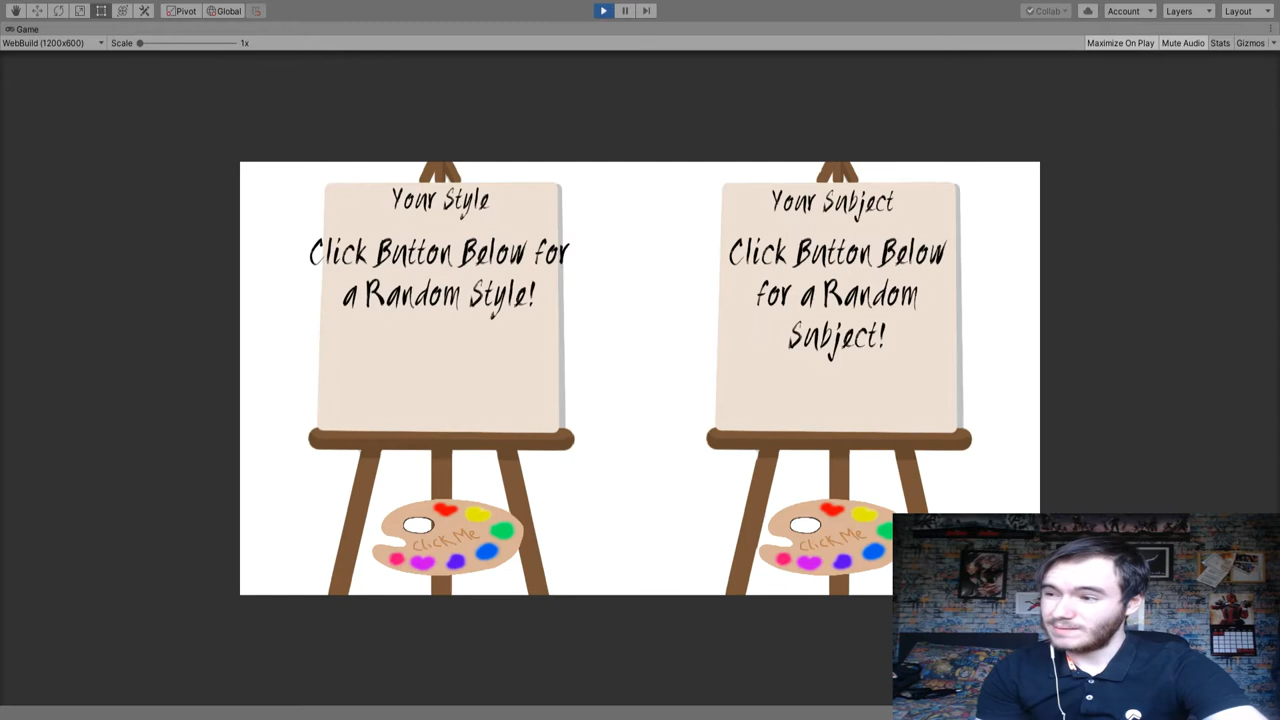 Pivot Global Collab Account Layers Layout
Game
WebBuild (1200x600) Scale 1x Maximize On Play Mute Audio Stats Gizmos
Your Style
Click Button Below for
a Random Style!
Click Me
Your Subject
Click Button Below
for a Random
Subject!
Click Me